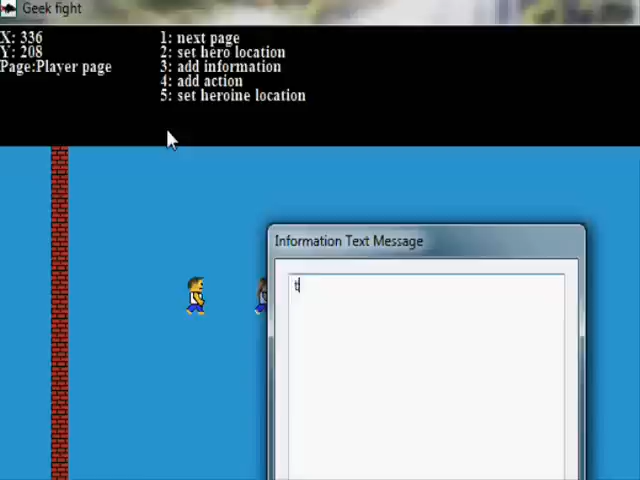 Geek fight
X: 336
Y: 208
Page:Player page
1: next page
2: set hero location
3: add information
4: add action
5: set heroine location
Information Text Message
t